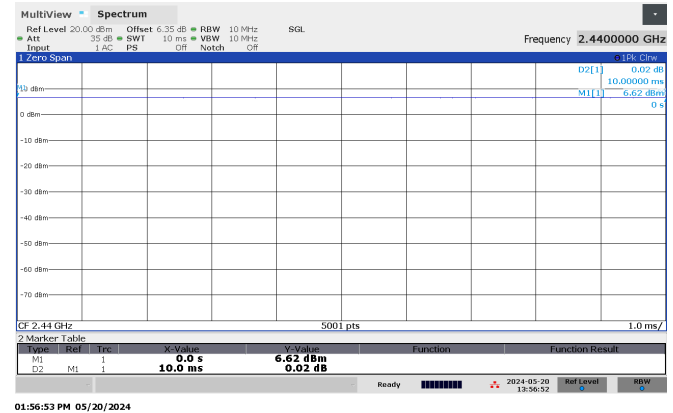 MultiView Spectrum
Ref Level 20.00 dBm Offset 6.35 dB RBW 10 MHz SGL
Att 35 dB SWT 10 ms VBW 10 MHz Frequency 2.4400000 GHz
Input 1 AC PS Off Notch Off
1 Zero Span 1Pk Clrw
D2[1] 0.02 dB
10.00000 ms
M1[1] 6.62 dBm
0 s
0 dBm
-10 dBm
-20 dBm
-30 dBm
-40 dBm
-50 dBm
-60 dBm
-70 dBm
CF 2.44 GHz 5001 pts 1.0 ms/
2 Marker Table
Type Ref Trc X-Value Y-Value Function Function Result
M1 1 0.0 s 6.62 dBm
D2 M1 1 10.0 ms 0.02 dB
Ready 2024-05-20 Ref Level RBW
13:56:52
01:56:53 PM 05/20/2024